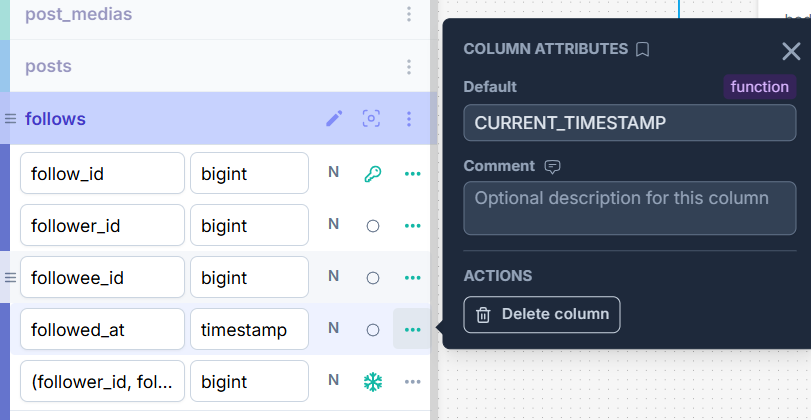 post_medias
posts
follows
follow_id bigint N
follower_id bigint N
followee_id bigint N
followed_at timestamp N
(follower_id, fol... bigint N
COLUMN ATTRIBUTES
Default function
CURRENT_TIMESTAMP
Comment
Optional description for this column
ACTIONS
Delete column